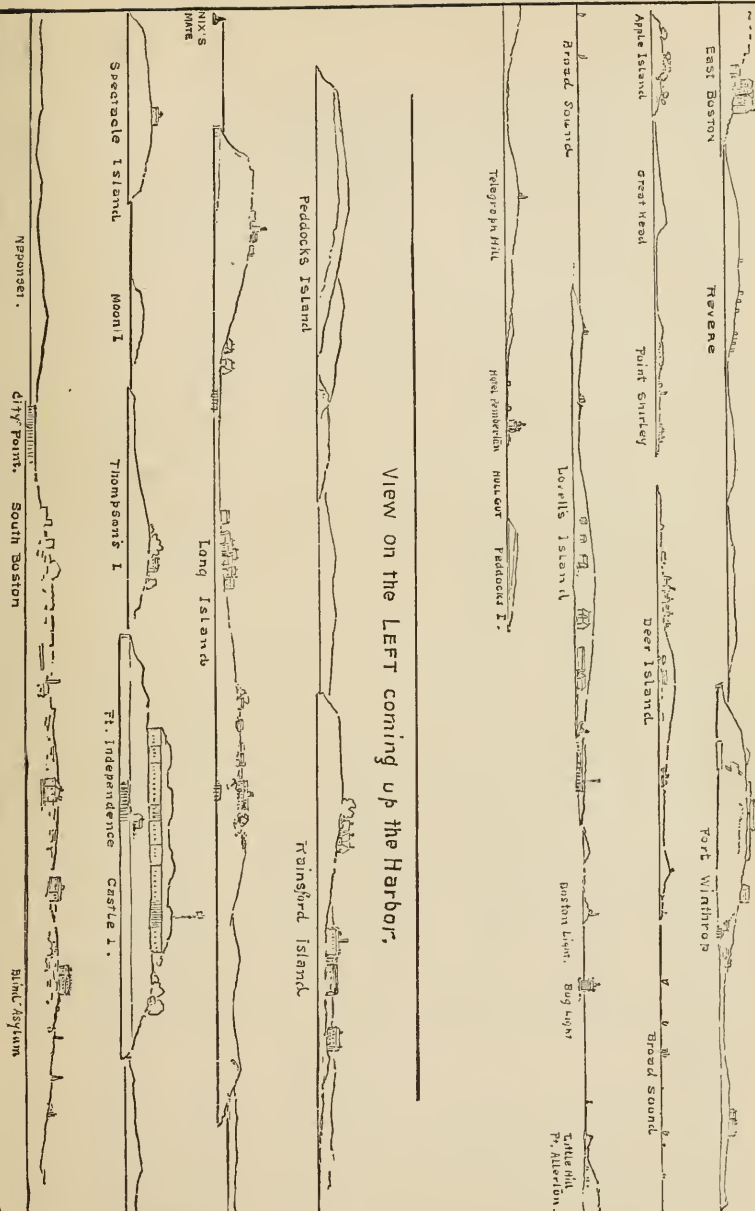 East Boston Revere Fort Winthrop
Apple Island Great Head Point Shirley Deer Island Broad Sound
Broad Sound Lovell's Island Boston Light, Bug Light Little Hill
Pt. Allerton.
Telegraph Hill Hotel Pemberton HULL GUT Peddocks I.
View on the LEFT coming up the Harbor.
Peddocks Island Rainsford Island
NIX'S
MATE
Long Island
Spectacle Island Moon I Thompson's I Ft. Independence Castle I.
Neponset. City Point. South Boston Blind Asylum